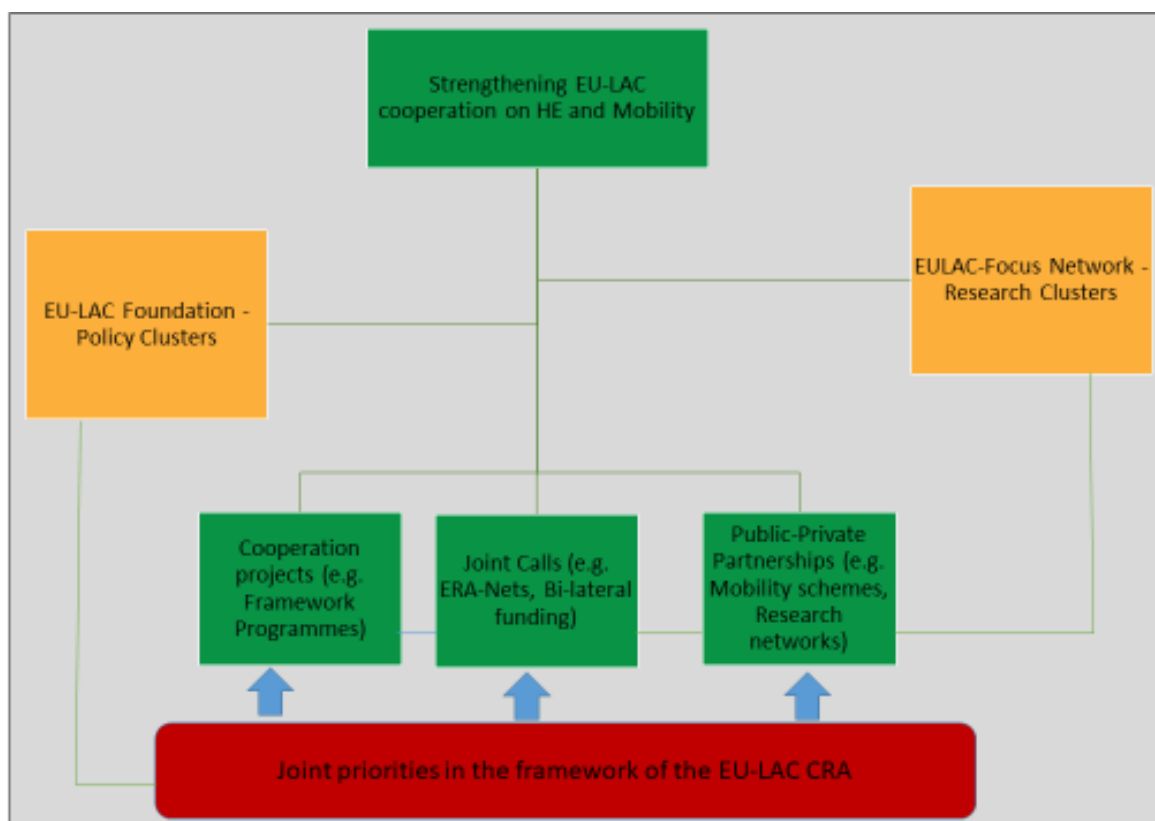 Strengthening EU-LAC
cooperation on HE and Mobility
EU-LAC Foundation -
Policy Clusters
EULAC-Focus Network -
Research Clusters
Cooperation
projects (e.g.
Framework
Programmes)
Joint Calls (e.g.
ERA-Nets, Bi-lateral
funding)
Public-Private
Partnerships (e.g.
Mobility schemes,
Research
networks)
Joint priorities in the framework of the EU-LAC CRA